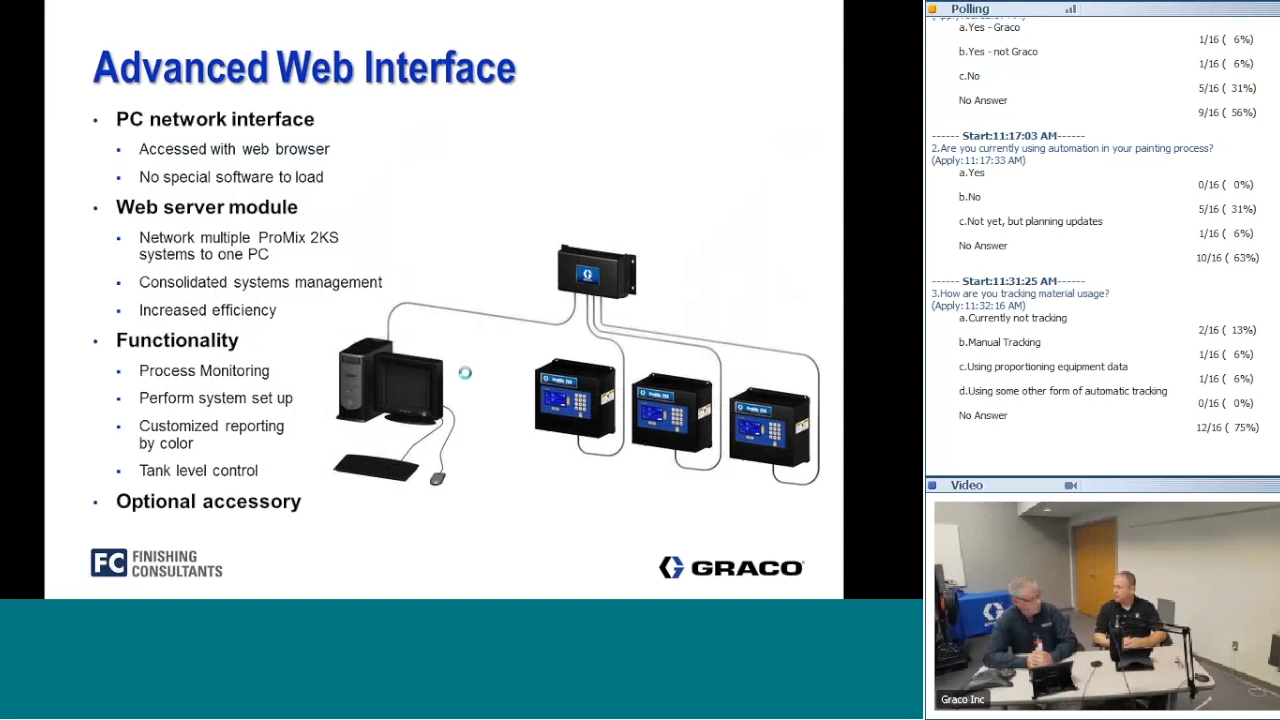 Advanced Web Interface
• PC network interface
▪ Accessed with web browser
▪ No special software to load
• Web server module
▪ Network multiple ProMix 2KS
systems to one PC
▪ Consolidated systems management
▪ Increased efficiency
• Functionality
▪ Process Monitoring
▪ Perform system set up
▪ Customized reporting
by color
▪ Tank level control
• Optional accessory
FC FINISHING
CONSULTANTS
GRACO
Polling
a.Yes - Graco
1/16 ( 6%)
b.Yes - not Graco
1/16 ( 6%)
c.No
5/16 ( 31%)
No Answer
9/16 ( 56%)
------ Start:11:17:03 AM------
2.Are you currently using automation in your painting process?
(Apply:11:17:33 AM)
a.Yes
0/16 ( 0%)
b.No
5/16 ( 31%)
c.Not yet, but planning updates
1/16 ( 6%)
No Answer
10/16 ( 63%)
------ Start:11:31:25 AM------
3.How are you tracking material usage?
(Apply:11:32:16 AM)
a.Currently not tracking
2/16 ( 13%)
b.Manual Tracking
1/16 ( 6%)
c.Using proportioning equipment data
1/16 ( 6%)
d.Using some other form of automatic tracking
0/16 ( 0%)
No Answer
12/16 ( 75%)
Video
Graco Inc